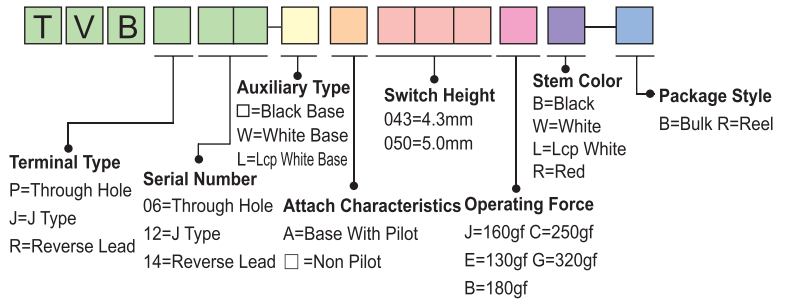 TVB
Terminal Type
P=Through Hole
J=J Type
R=Reverse Lead
Serial Number
06=Through Hole
12=J Type
14=Reverse Lead
Auxiliary Type
□=Black Base
W=White Base
L=Lcp White Base
Attach Characteristics
A=Base With Pilot
□=Non Pilot
Switch Height
043=4.3mm
050=5.0mm
Operating Force
J=160gf C=250gf
E=130gf G=320gf
B=180gf
Stem Color
B=Black
W=White
L=Lcp White
R=Red
Package Style
B=Bulk R=Reel